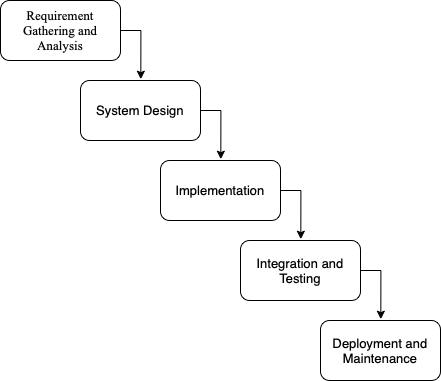 Requirement
Gathering and
Analysis
System Design
Implementation
Integration and
Testing
Deployment and
Maintenance